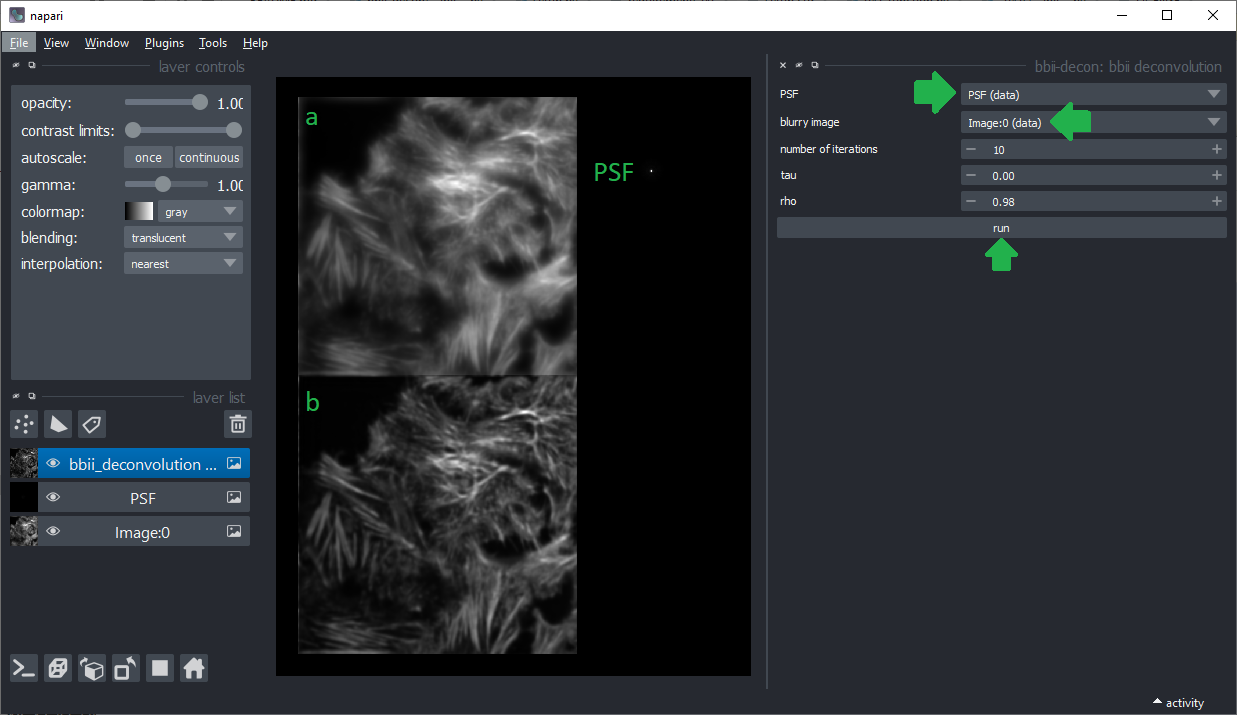 napari
File View Window Plugins Tools Help
layer controls
opacity: 1.00
contrast limits:
autoscale: once continuous
gamma: 1.00
colormap: gray
blending: translucent
interpolation: nearest
layer list
bbii_deconvolution ...
PSF
Image:0
a
PSF
b
bbii-decon: bbii deconvolution
PSF PSF (data)
blurry image Image:0 (data)
number of iterations − 10 +
tau − 0.00 +
rho − 0.98 +
run
activity